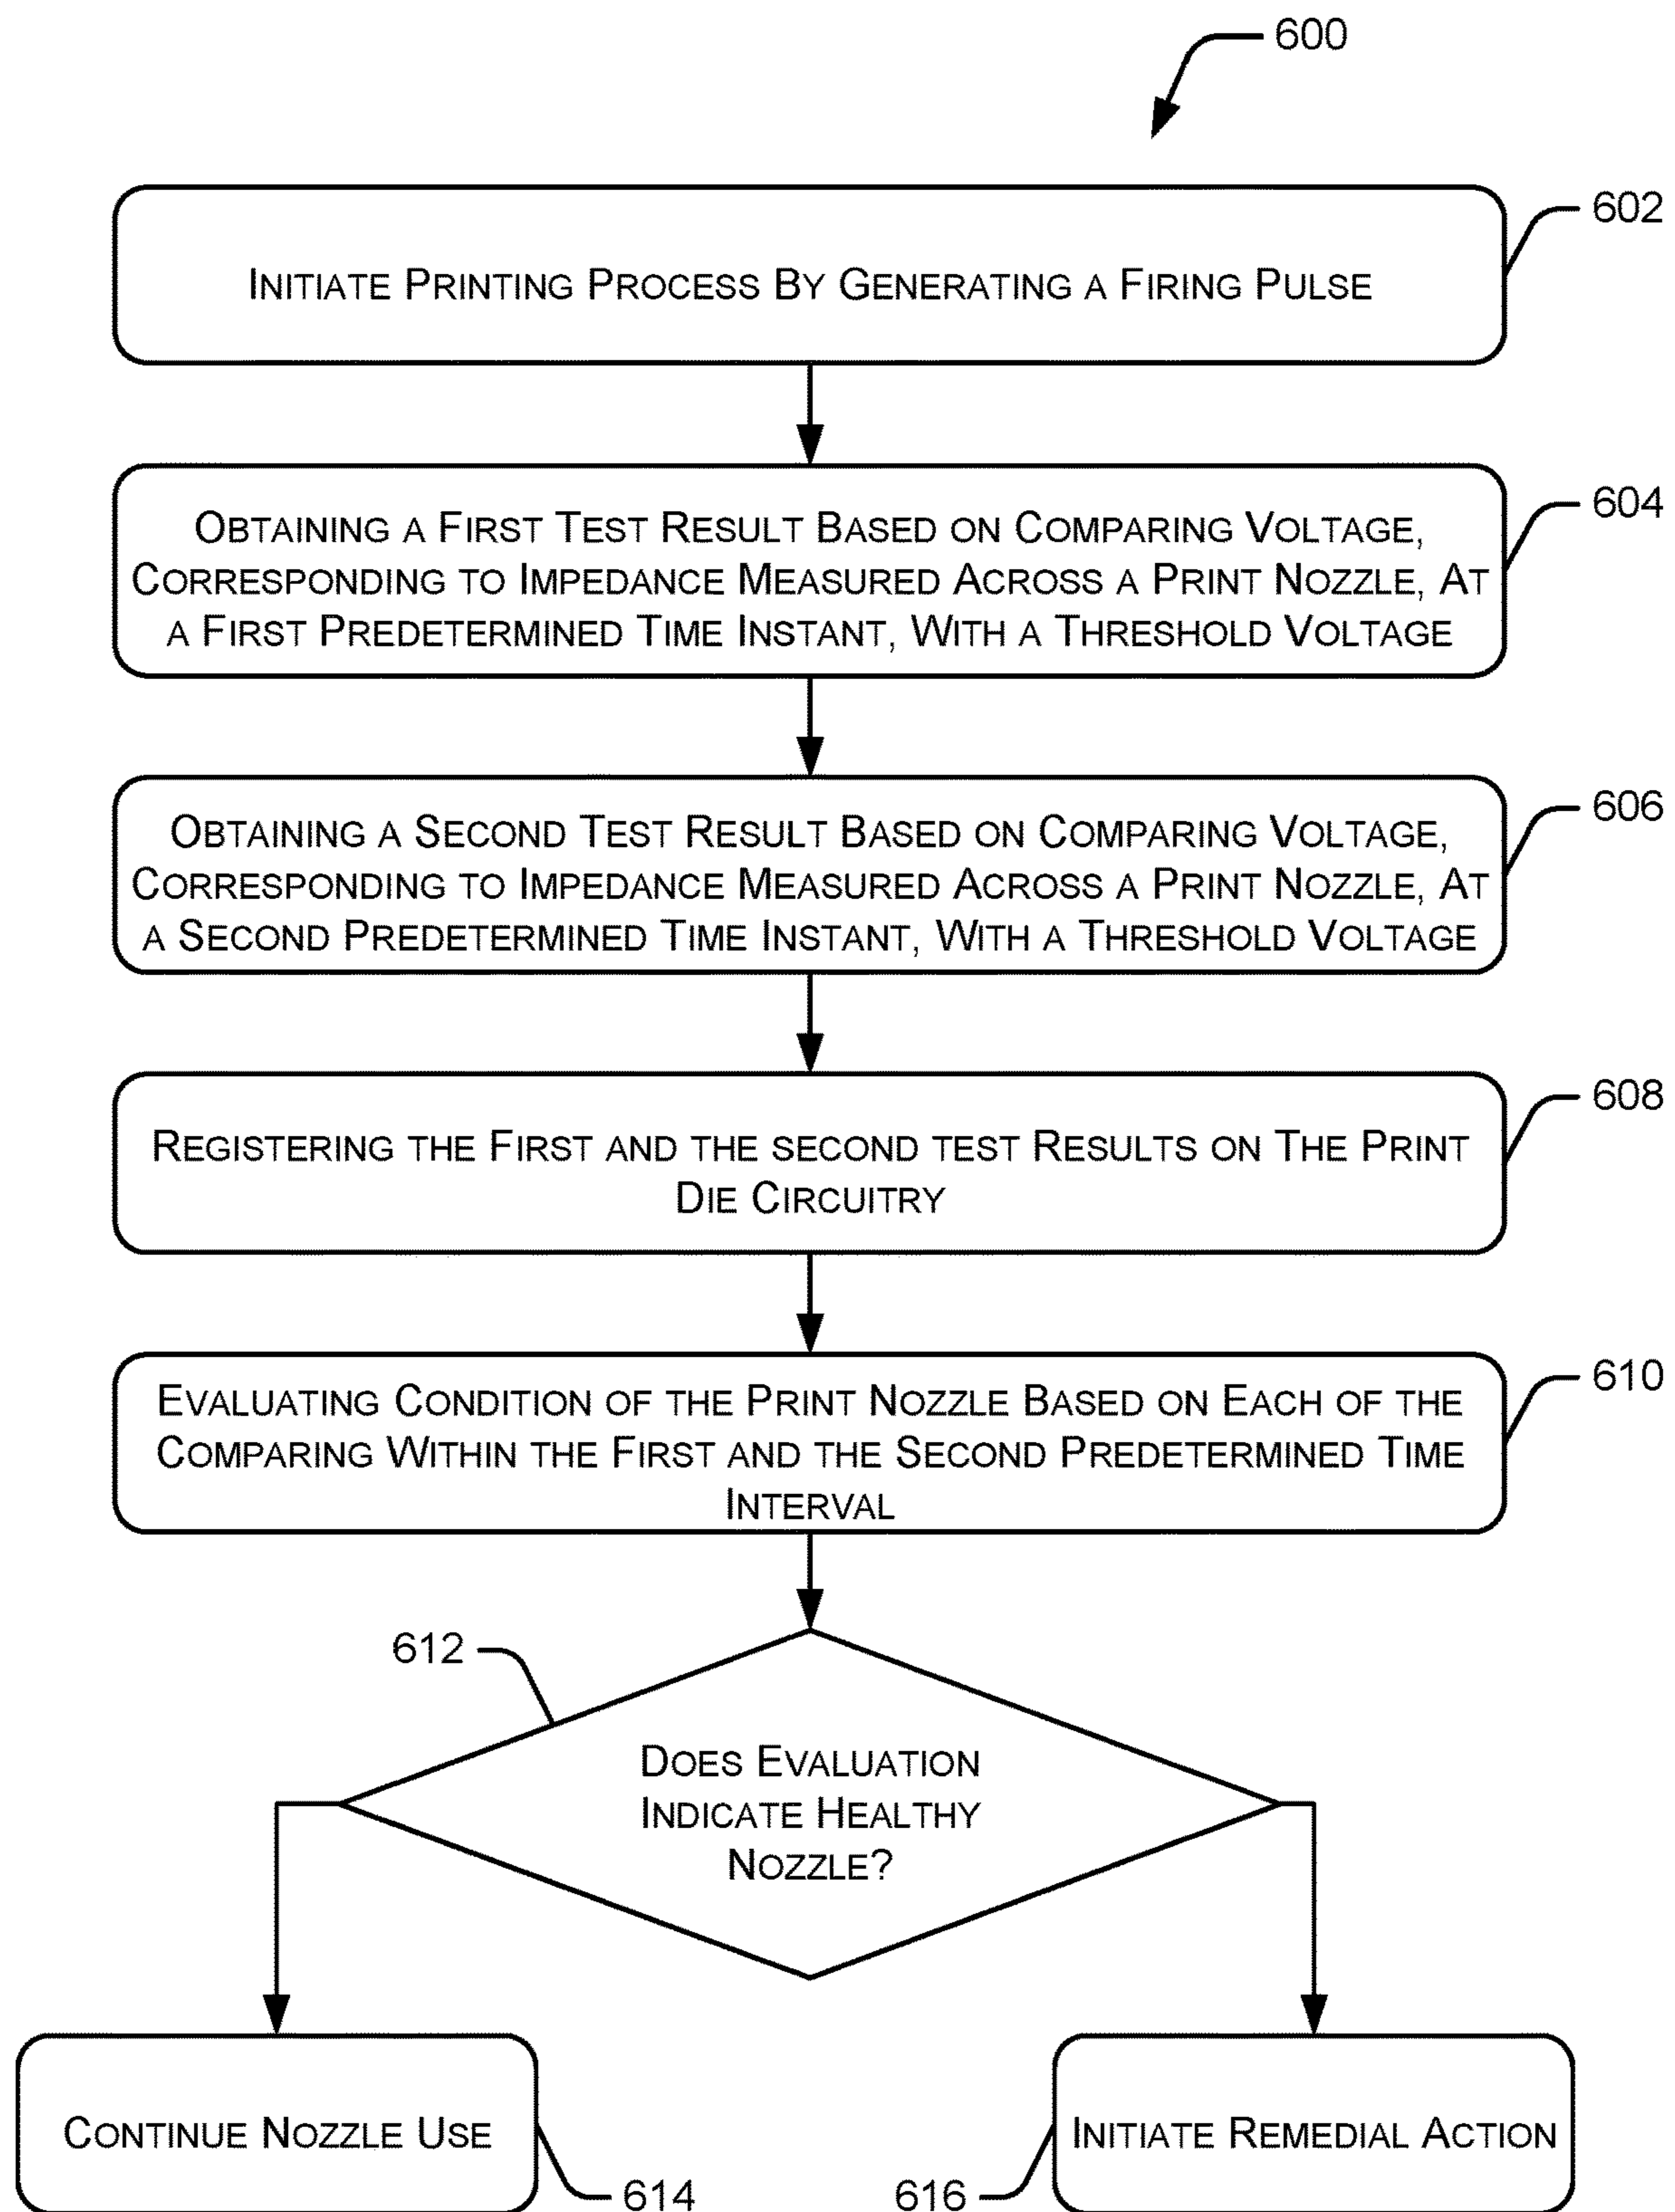 600
602
INITIATE PRINTING PROCESS BY GENERATING A FIRING PULSE
604
OBTAINING A FIRST TEST RESULT BASED ON COMPARING VOLTAGE,
CORRESPONDING TO IMPEDANCE MEASURED ACROSS A PRINT NOZZLE, AT
A FIRST PREDETERMINED TIME INSTANT, WITH A THRESHOLD VOLTAGE
606
OBTAINING A SECOND TEST RESULT BASED ON COMPARING VOLTAGE,
CORRESPONDING TO IMPEDANCE MEASURED ACROSS A PRINT NOZZLE, AT
A SECOND PREDETERMINED TIME INSTANT, WITH A THRESHOLD VOLTAGE
608
REGISTERING THE FIRST AND THE SECOND TEST RESULTS ON THE PRINT
DIE CIRCUITRY
610
EVALUATING CONDITION OF THE PRINT NOZZLE BASED ON EACH OF THE
COMPARING WITHIN THE FIRST AND THE SECOND PREDETERMINED TIME
INTERVAL
612
DOES EVALUATION
INDICATE HEALTHY
NOZZLE?
CONTINUE NOZZLE USE
614
INITIATE REMEDIAL ACTION
616